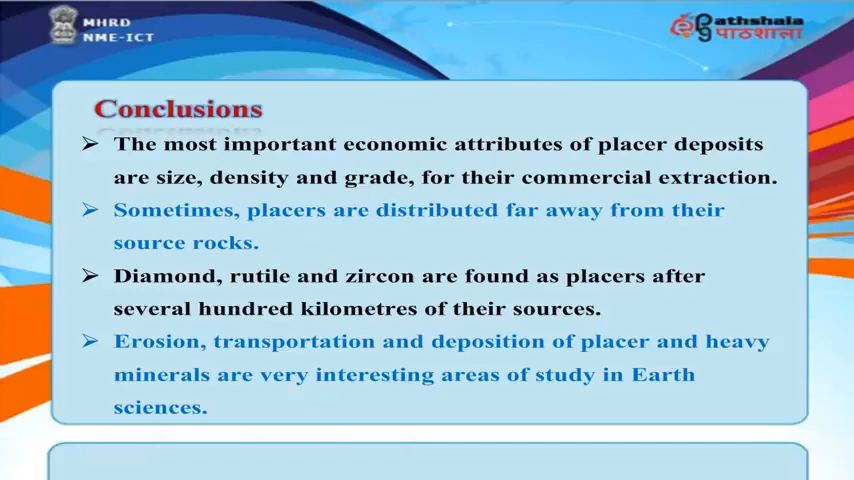 MHRD
NME-ICT
Pathshala
पाठशाला
Conclusions
➢ The most important economic attributes of placer deposits
are size, density and grade, for their commercial extraction.
➢ Sometimes, placers are distributed far away from their
source rocks.
➢ Diamond, rutile and zircon are found as placers after
several hundred kilometres of their sources.
➢ Erosion, transportation and deposition of placer and heavy
minerals are very interesting areas of study in Earth
sciences.